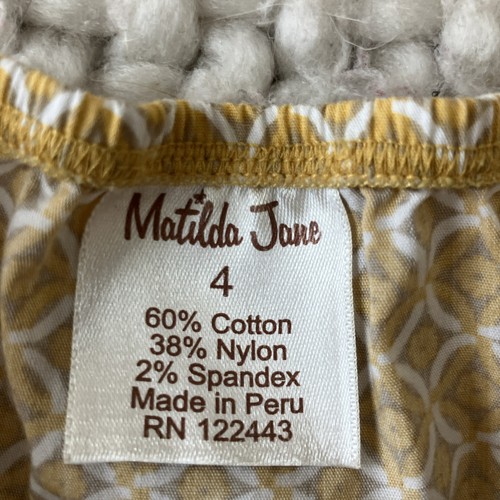 Matilda Jane
4
60% Cotton
38% Nylon
2% Spandex
Made in Peru
RN 122443